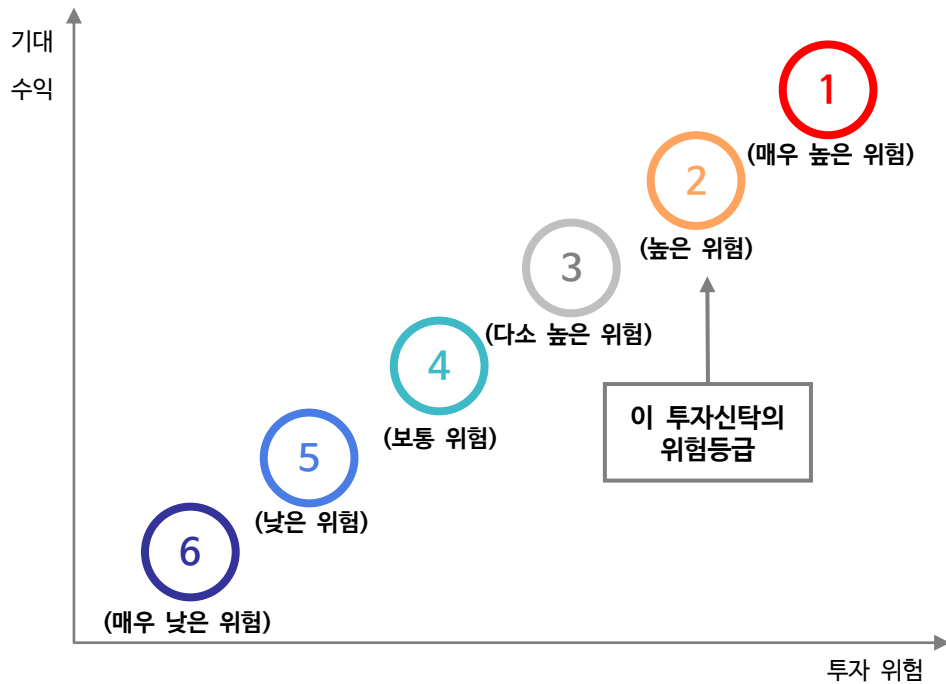 기대
수익
1
(매우 높은 위험)
2
(높은 위험)
3
(다소 높은 위험)
4
(보통 위험)
이 투자신탁의
위험등급
5
(낮은 위험)
6
(매우 낮은 위험)
투자 위험